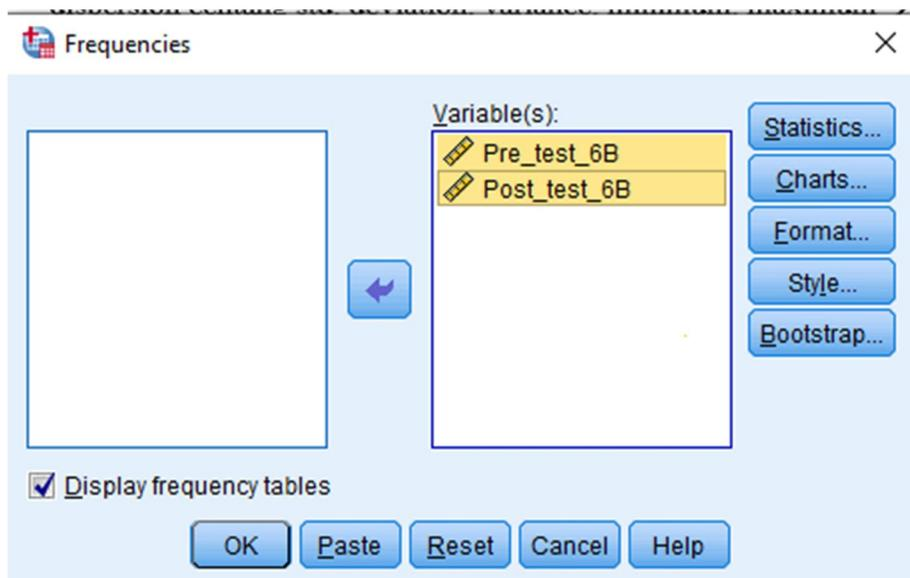 Frequencies
Variable(s):
Pre_test_6B
Post_test_6B
Statistics...
Charts...
Format...
Style...
Bootstrap...
Display frequency tables
OK Paste Reset Cancel Help